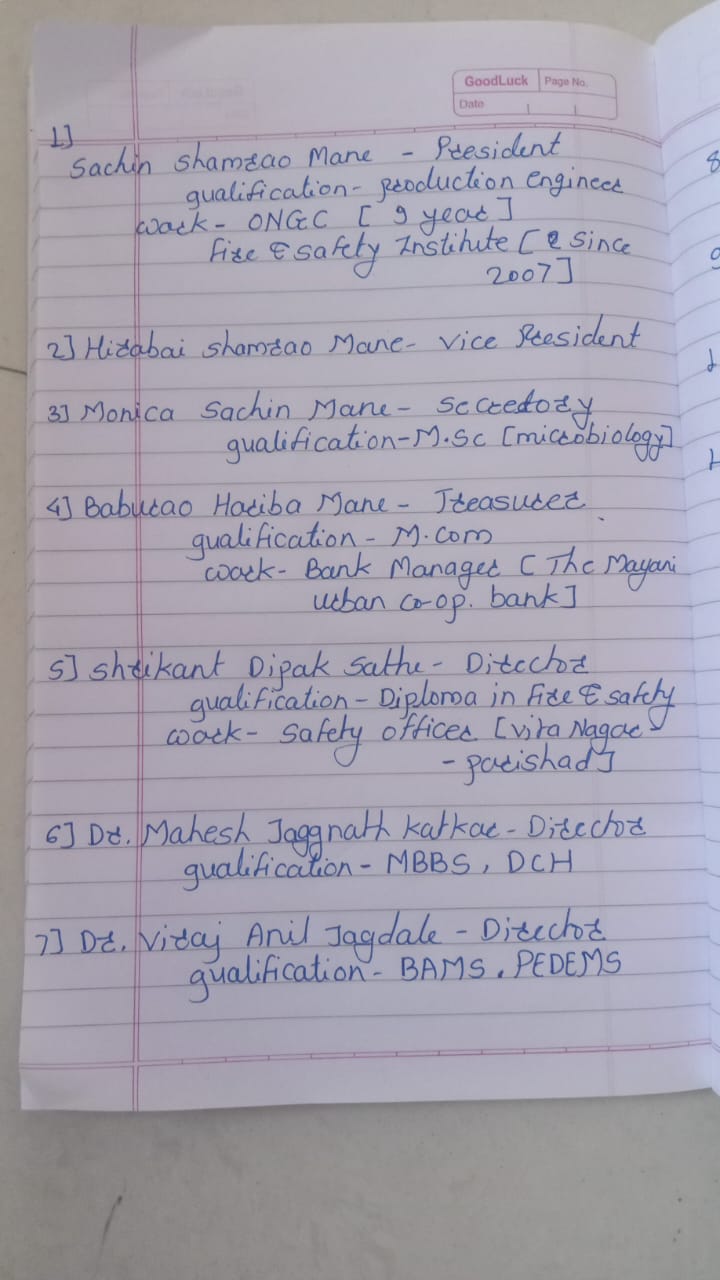 GoodLuck Page No.
Date
1]
Sachin Shamrao Mane - President
qualification - production engineer
work - ONGC [ 9 year ]
Fire & safety Institute [ since
2007 ]
2] Hirabai Shamrao Mane - Vice President
3] Monica Sachin Mane - Seccretory
qualification - M.Sc [microbiology]
4] Baburao Hariba Mane - Treasurer
qualification - M.Com
work - Bank Manager [ The Mayani
urban co-op. bank ]
5] Shrikant Dipak Sathe - Director
qualification - Diploma in Fire & safety
work - Safety officer [ vita Nagar
- parishad ]
6] Dr. Mahesh Jaggnath Katkar - Director
qualification - MBBS, DCH
7] Dr. Viraj Anil Jagdale - Director
qualification - BAMS. PEDEMS